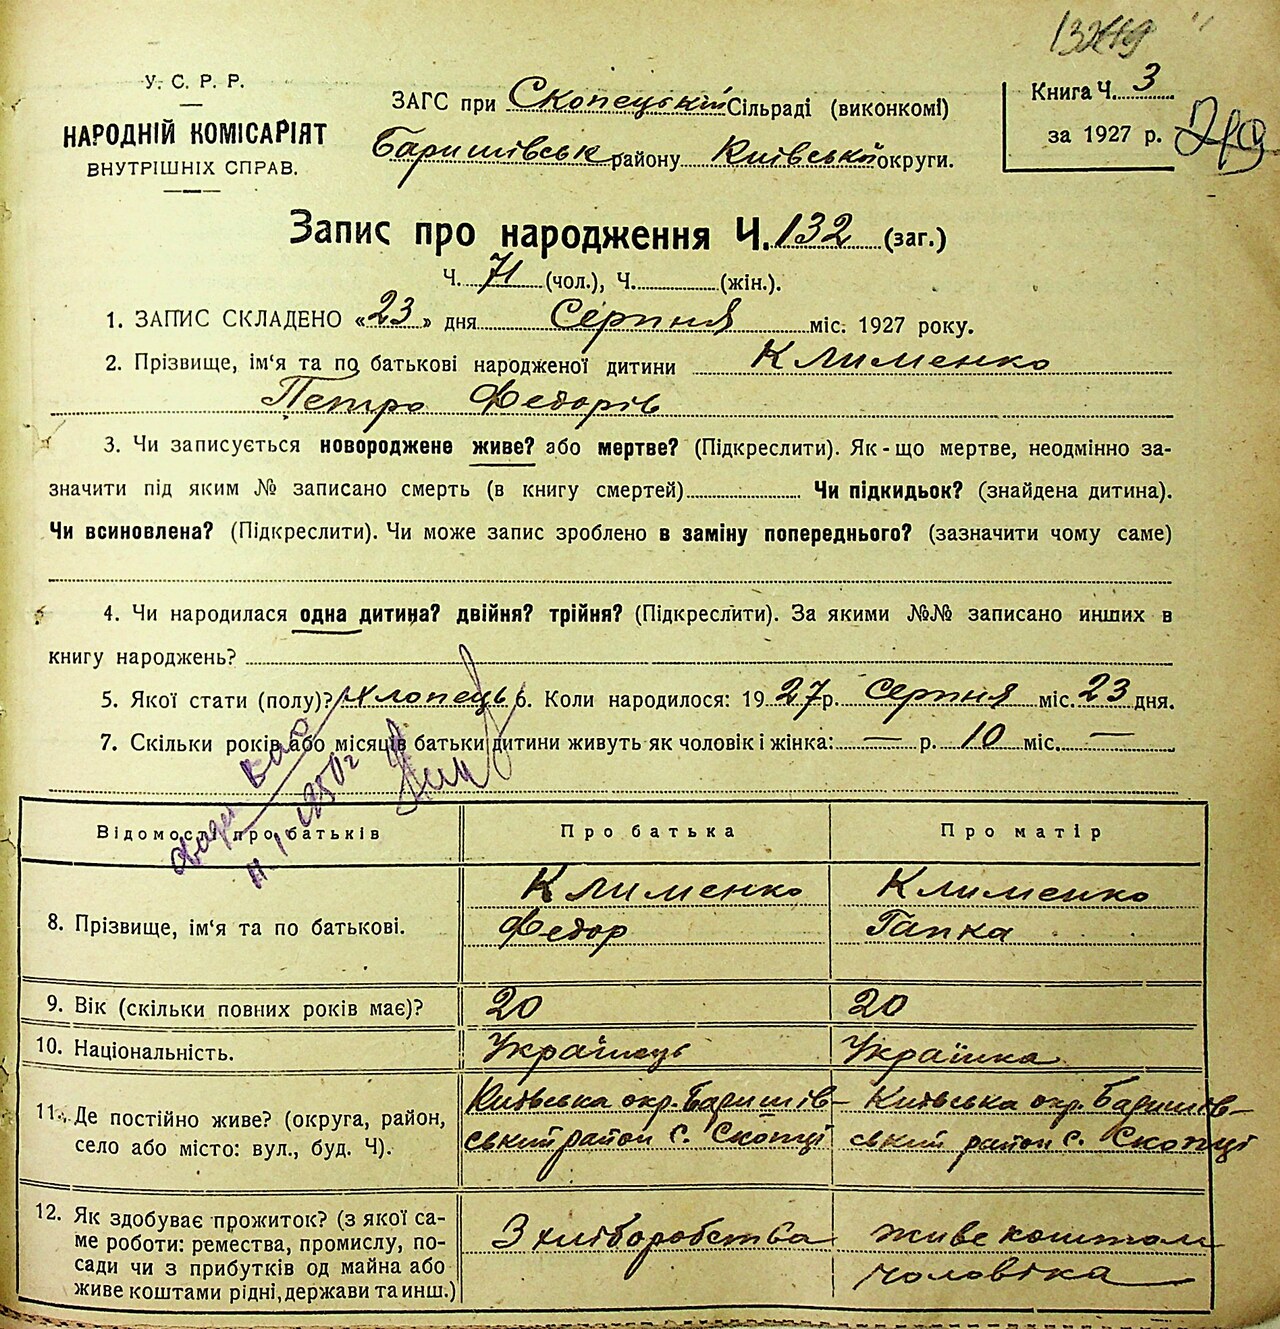 У. С. Р. Р.
НАРОДНІЙ КОМІСАРІЯТ
ВНУТРІШНІХ СПРАВ.
ЗАГС при Скопецькій Сільраді (виконкомі)
Баришівськ району Київської округи.
Книга Ч. 3
за 1927 р.
Запис про народження Ч. 132 (заг.)
Ч. 71 (чол.), Ч. (жін.).
1. ЗАПИС СКЛАДЕНО «23» дня Серпня міс. 1927 року.
2. Прізвище, ім‘я та по батькові народженої дитини Клименко
Петро Федорів
3. Чи записується новороджене живе? або мертве? (Підкреслити). Як-що мертве, неодмінно за-
значити під яким № записано смерть (в книгу смертей) Чи підкидьок? (знайдена дитина).
Чи всиновлена? (Підкреслити). Чи може запис зроблено в заміну попереднього? (зазначити чому саме)
4. Чи народилася одна дитина? двійня? трійня? (Підкреслити). За якими №№ записано инших в
книгу народжень?
5. Якої стати (полу)? Хлопець 6. Коли народилося: 1927 р. серпня міс. 23 дня.
7. Скільки років або місяців батьки дитини живуть як чоловік і жінка: — р. 10 міс. —
Відомості про батьків Про батька Про матір
Клименко Клименко
8. Прізвище, ім‘я та по батькові. Федор Гапка
9. Вік (скільки повних років має)? 20 20
10. Національність. Українець Українка
11. Де постійно живе? (округа, район, Київська окр. Баришів- Київська окр. Баришів-
село або місто: вул., буд. Ч). ський район с. Скопці ський район с. Скопці
12. Як здобуває прожиток? (з якої са-
ме роботи: ремества, промислу, по- З хліборобства живе коштом
сади чи з прибутків од майна або чоловіка
живе коштами рідні, держави та инш.)